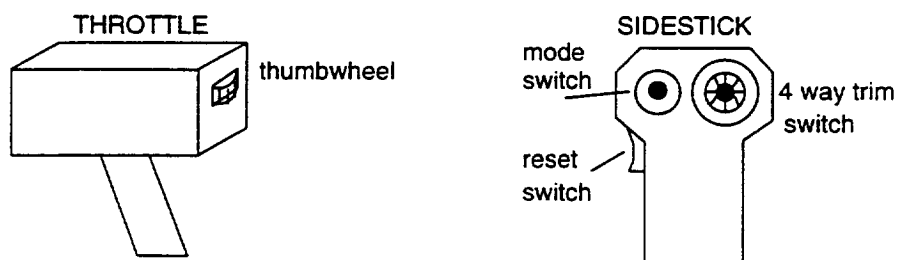 THROTTLE
thumbwheel
SIDESTICK
mode
switch
4 way trim
switch
reset
switch